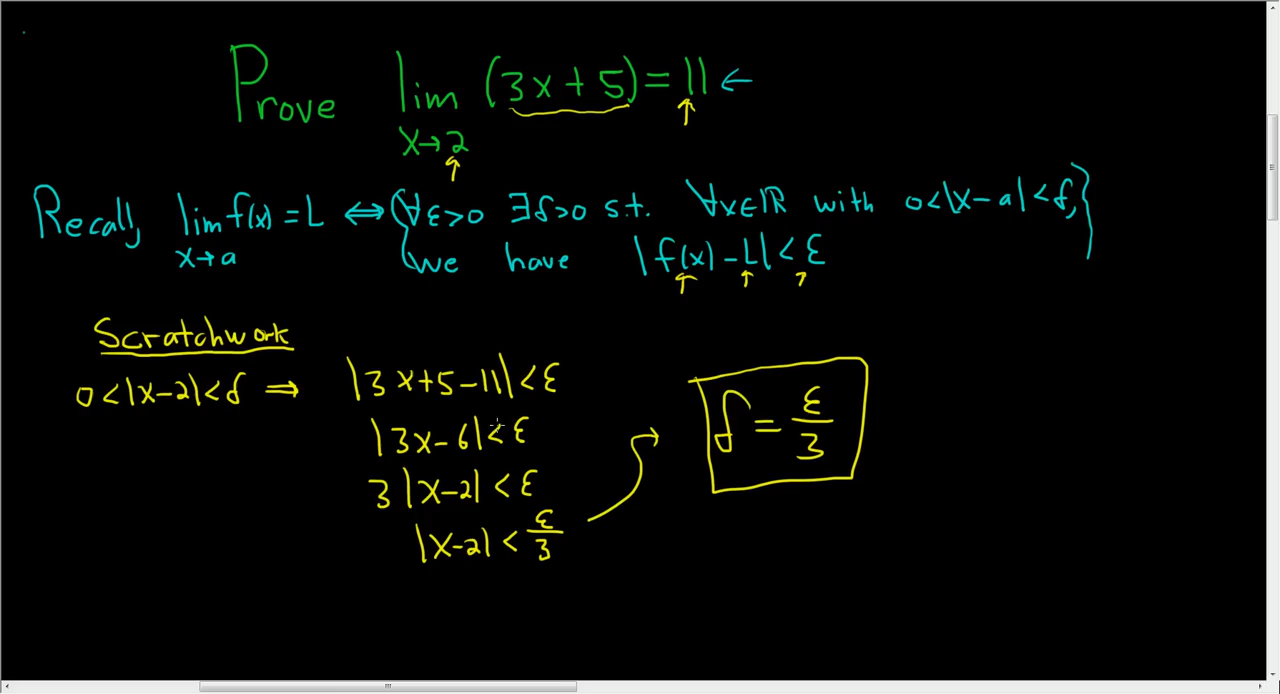 Prove lim (3x + 5) = 11 ←
x→2
Recall, lim f(x) = L ⟺ {∀ε>0 ∃δ>0 s.t. ∀x∈ℝ with 0<|x-a|<δ,}
x→a we have |f(x) - L| < ε
Scratchwork
0<|x-2|<δ ⇒ |3x+5-11|<ε
|3x-6|<ε
3|x-2|<ε
|x-2|<ε/3
δ = ε/3